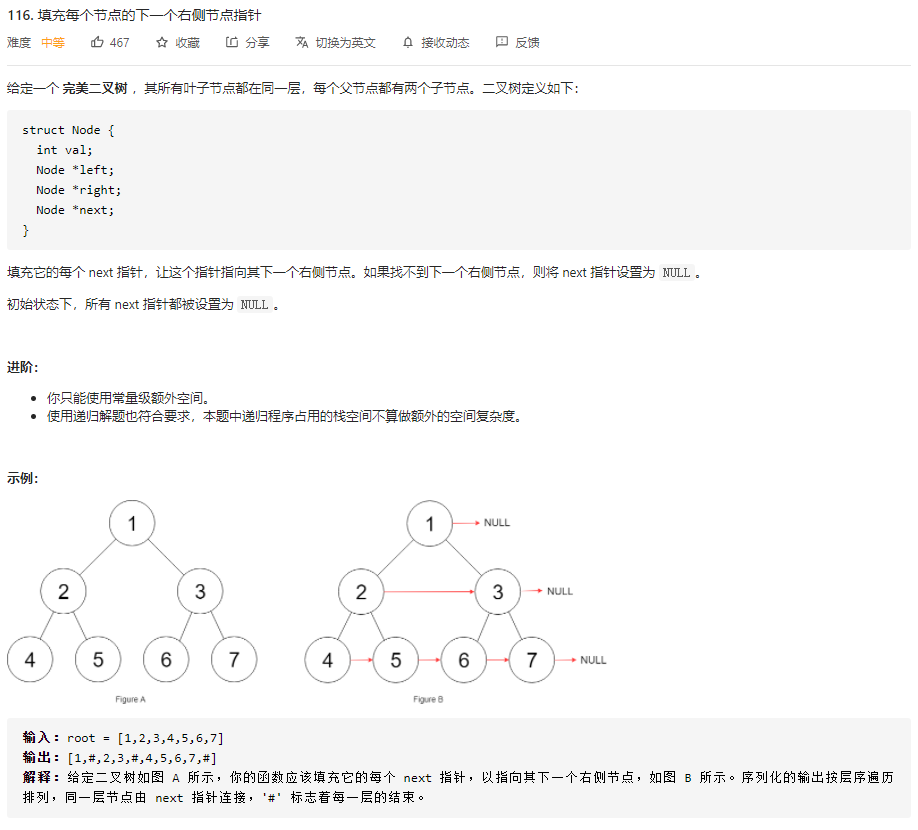 116. 填充每个节点的下一个右侧节点指针
难度 中等 467 收藏 分享 切换为英文 接收动态 反馈
给定一个 完美二叉树 ，其所有叶子节点都在同一层，每个父节点都有两个子节点。二叉树定义如下：
struct Node {
  int val;
  Node *left;
  Node *right;
  Node *next;
}
填充它的每个 next 指针，让这个指针指向其下一个右侧节点。如果找不到下一个右侧节点，则将 next 指针设置为 NULL 。
初始状态下，所有 next 指针都被设置为 NULL 。
进阶：
• 你只能使用常量级额外空间。
• 使用递归解题也符合要求，本题中递归程序占用的栈空间不算做额外的空间复杂度。
示例：
1 1 NULL
2 3 2 3 NULL
4 5 6 7 4 5 6 7 NULL
Figure A Figure B
输入：root = [1,2,3,4,5,6,7]
输出：[1,#,2,3,#,4,5,6,7,#]
解释：给定二叉树如图 A 所示，你的函数应该填充它的每个 next 指针，以指向其下一个右侧节点，如图 B 所示。序列化的输出按层序遍历
排列，同一层节点由 next 指针连接，'#' 标志着每一层的结束。